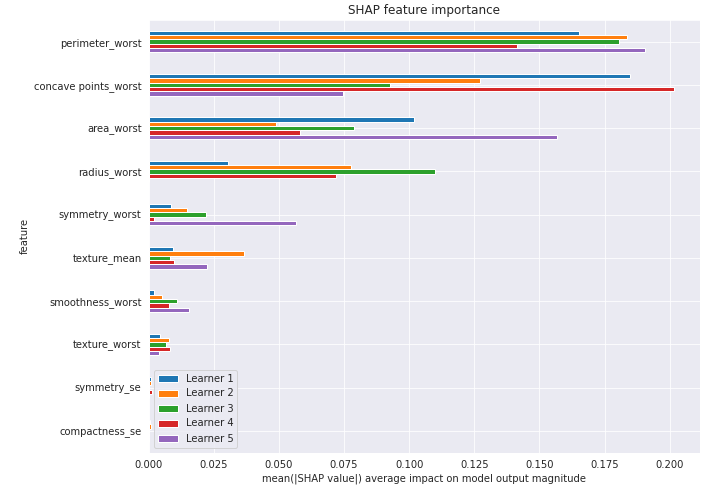 SHAP feature importance
perimeter_worst
concave points_worst
area_worst
radius_worst
symmetry_worst
texture_mean
smoothness_worst
texture_worst
symmetry_se
compactness_se
feature
Learner 1
Learner 2
Learner 3
Learner 4
Learner 5
0.000 0.025 0.050 0.075 0.100 0.125 0.150 0.175 0.200
mean(|SHAP value|) average impact on model output magnitude